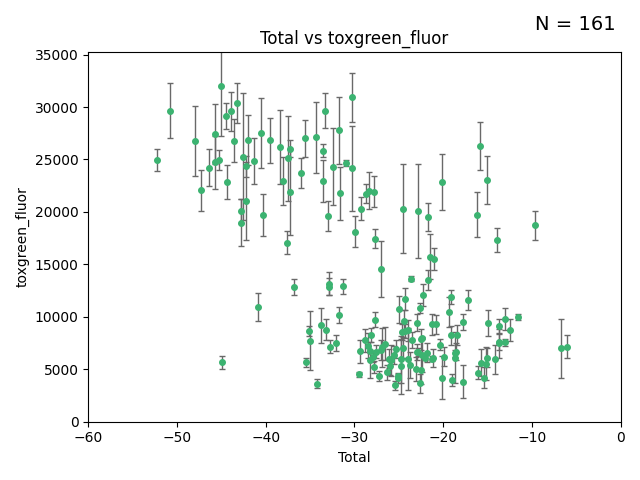 N = 161
Total vs toxgreen_fluor
35000
30000
25000
20000
15000
10000
5000
0
toxgreen_fluor
−60 −50 −40 −30 −20 −10 0
Total